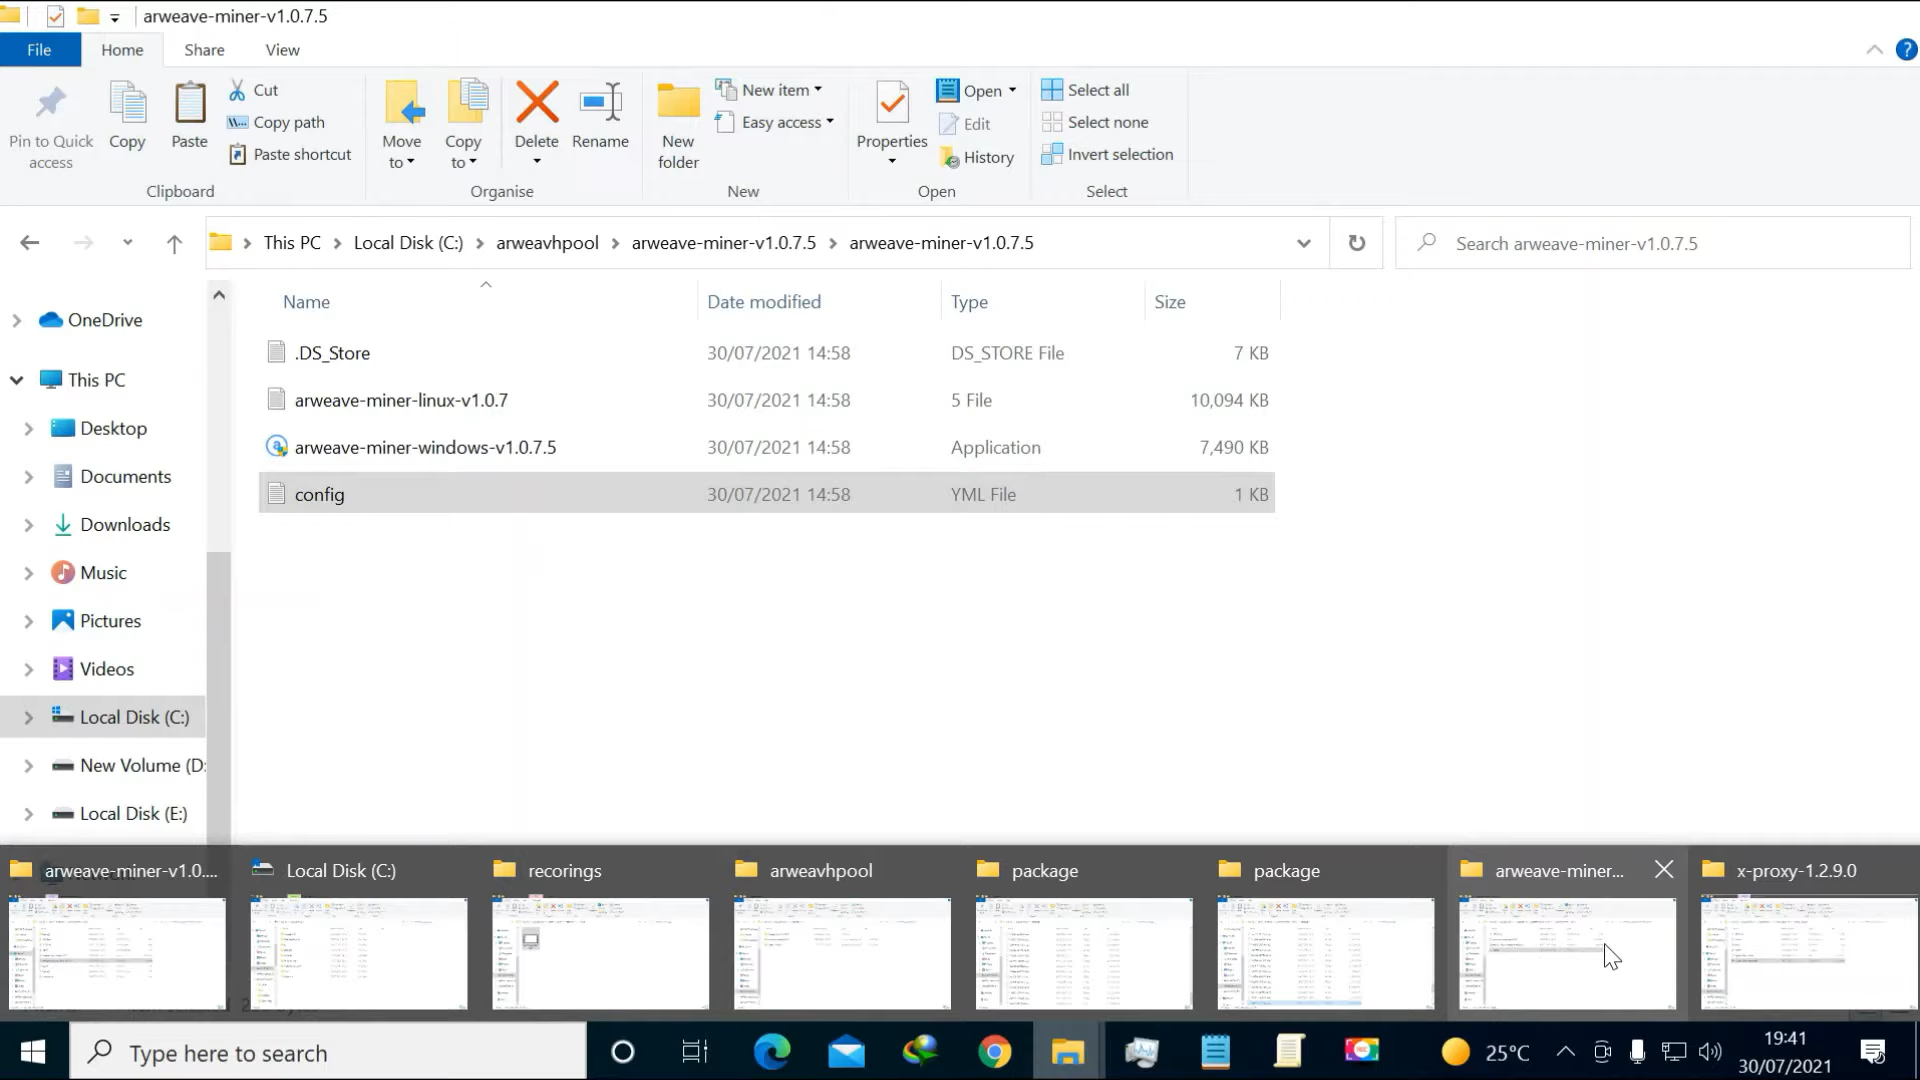 arweave-miner-v1.0.7.5
File Home Share View
Pin to Quick access
Copy
Paste
Cut
Copy path
Paste shortcut
Clipboard
Move to
Copy to
Delete
Rename
Organise
New folder
New item
Easy access
New
Properties
Open
Edit
History
Open
Select all
Select none
Invert selection
Select
This PC Local Disk (C:) arweavhpool arweave-miner-v1.0.7.5 arweave-miner-v1.0.7.5
Search arweave-miner-v1.0.7.5
OneDrive
This PC
Desktop
Documents
Downloads
Music
Pictures
Videos
Local Disk (C:)
New Volume (D:
Local Disk (E:)
Name Date modified Type Size
.DS_Store 30/07/2021 14:58 DS_STORE File 7 KB
arweave-miner-linux-v1.0.7 30/07/2021 14:58 5 File 10,094 KB
arweave-miner-windows-v1.0.7.5 30/07/2021 14:58 Application 7,490 KB
config 30/07/2021 14:58 YML File 1 KB
arweave-miner-v1.0.... Local Disk (C:) recorings arweavhpool package package arweave-miner... x-proxy-1.2.9.0
Type here to search
25°C
19:41
30/07/2021